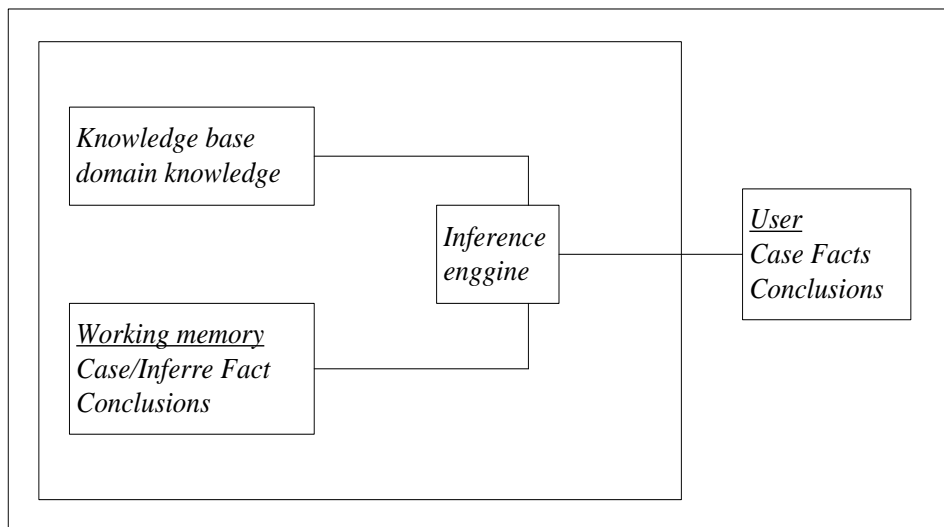 Knowledge base
domain knowledge
Inference
enggine
User
Case Facts
Conclusions
Working memory
Case/Inferre Fact
Conclusions